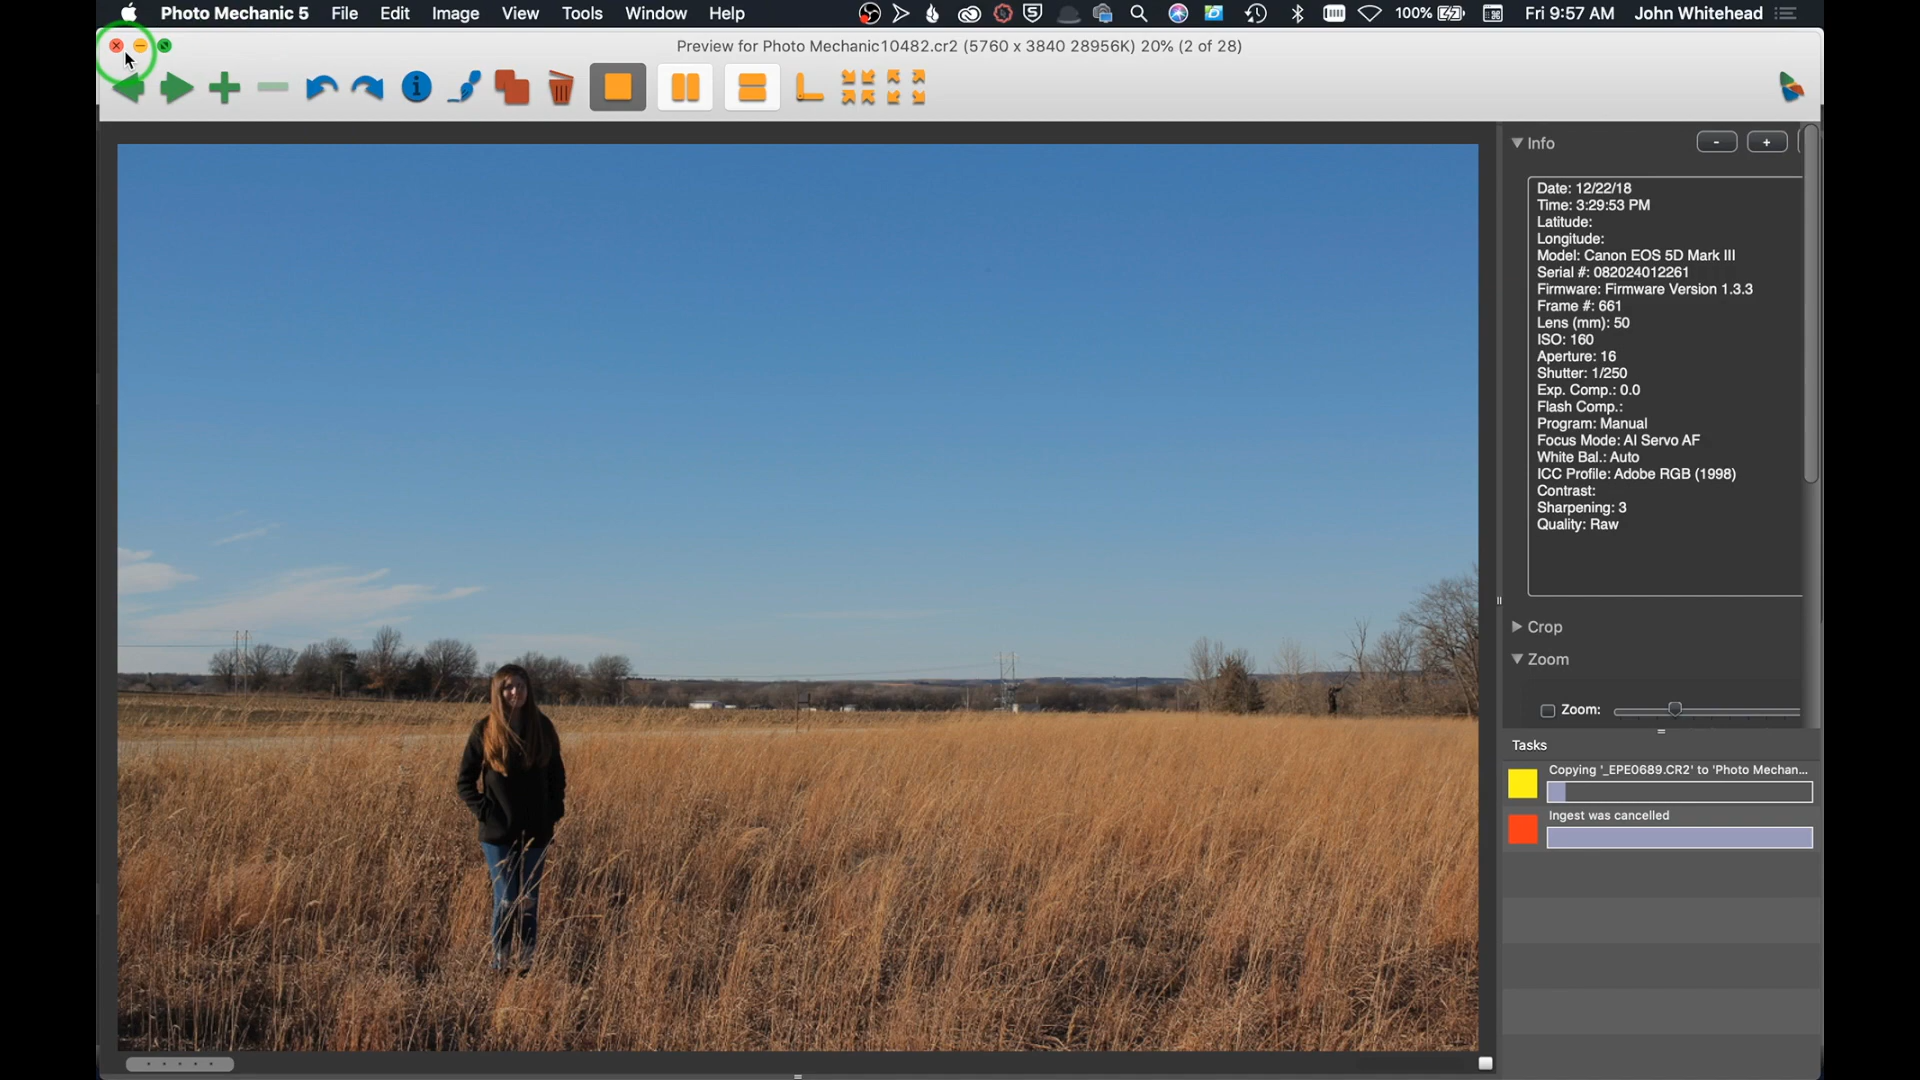 Photo Mechanic 5 File Edit Image View Tools Window Help 100% Fri 9:57 AM John Whitehead
Preview for Photo Mechanic10482.cr2 (5760 x 3840 28956K) 20% (2 of 28)
Info
- +
Date: 12/22/18
Time: 3:29:53 PM
Latitude:
Longitude:
Model: Canon EOS 5D Mark III
Serial #: 082024012261
Firmware: Firmware Version 1.3.3
Frame #: 661
Lens (mm): 50
ISO: 160
Aperture: 16
Shutter: 1/250
Exp. Comp.: 0.0
Flash Comp.:
Program: Manual
Focus Mode: AI Servo AF
White Bal.: Auto
ICC Profile: Adobe RGB (1998)
Contrast:
Sharpening: 3
Quality: Raw
Crop
Zoom
Zoom:
Tasks
Copying '_EPE0689.CR2' to 'Photo Mechan...
Ingest was cancelled